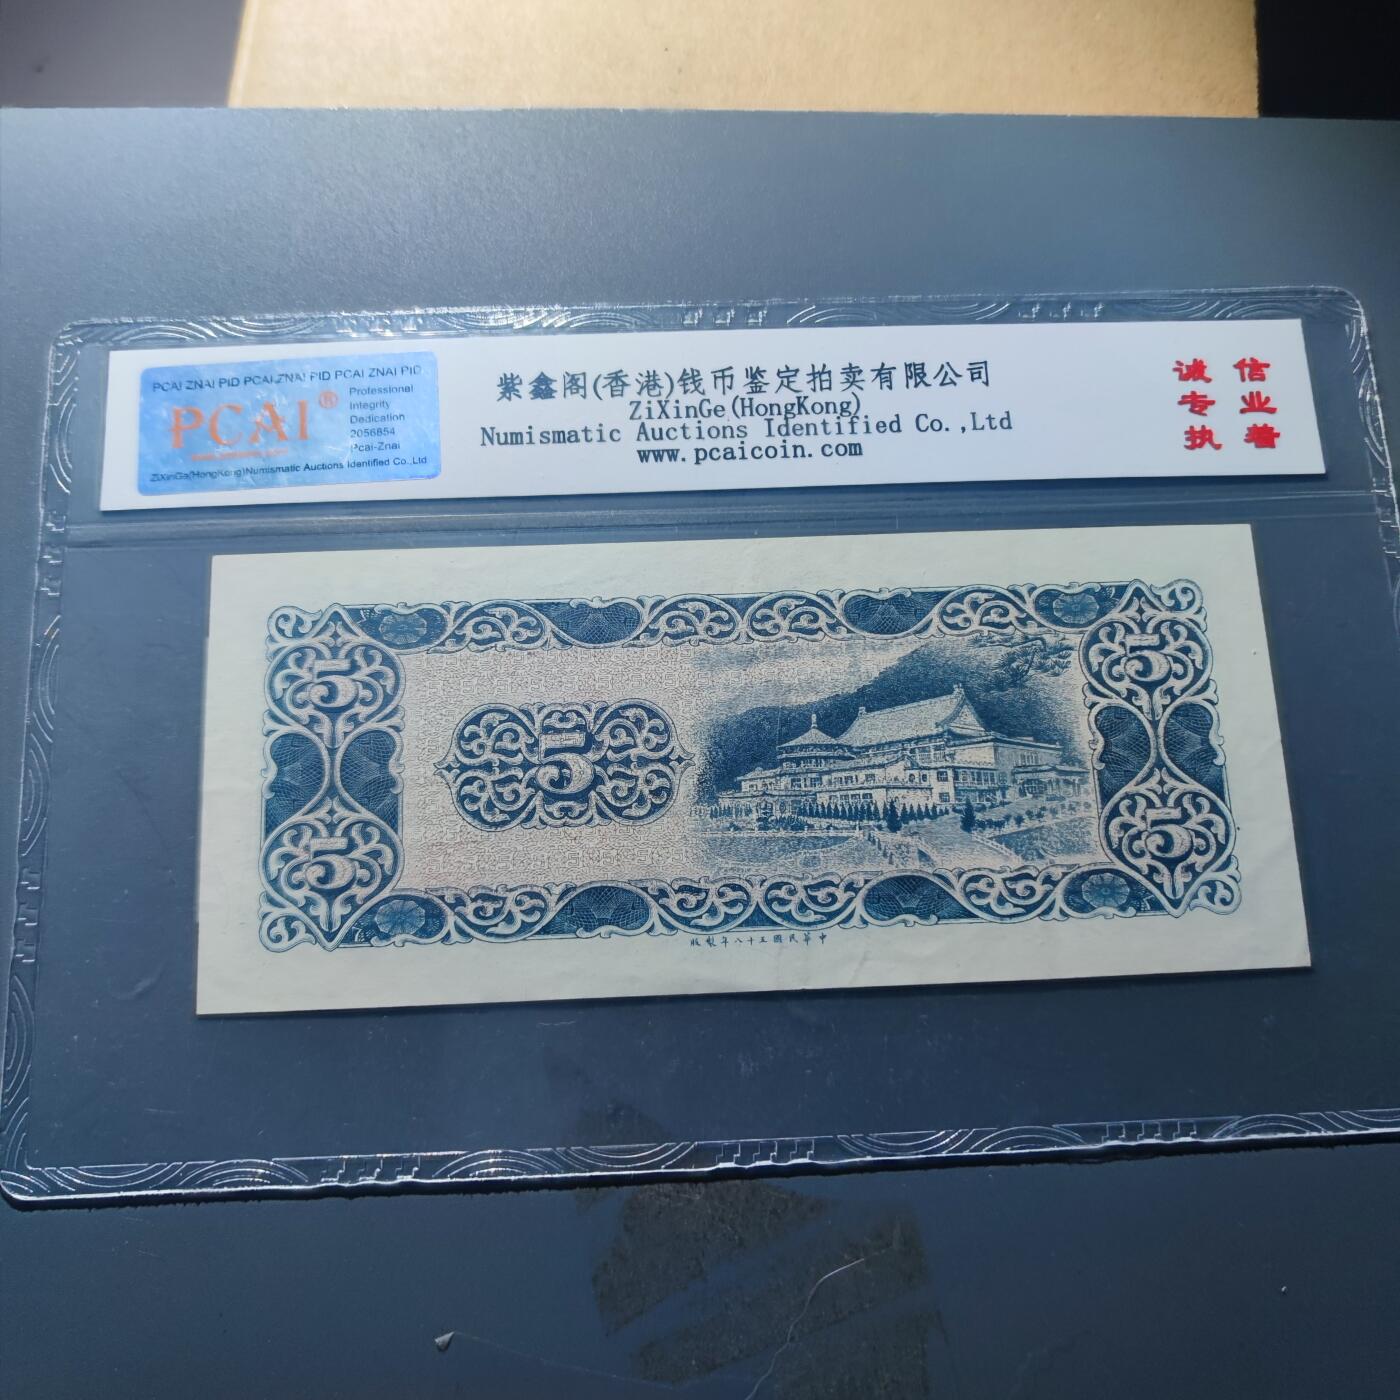 PCAI ZNAI PID PCAI ZNAI PID PCAI ZNAI PID
PCAI®
Professional
Integrity
Dedication
2056854
Pcai-Znai
ZiXinGe(HongKong)Numismatic Auctions Identified Co.,Ltd
紫鑫阁(香港)钱币鉴定拍卖有限公司
ZiXinGe(HongKong)
Numismatic Auctions Identified Co.,Ltd
www.pcaicoin.com
诚信
专业
执着
5
5
5
5
5
版製年八十五國民華中